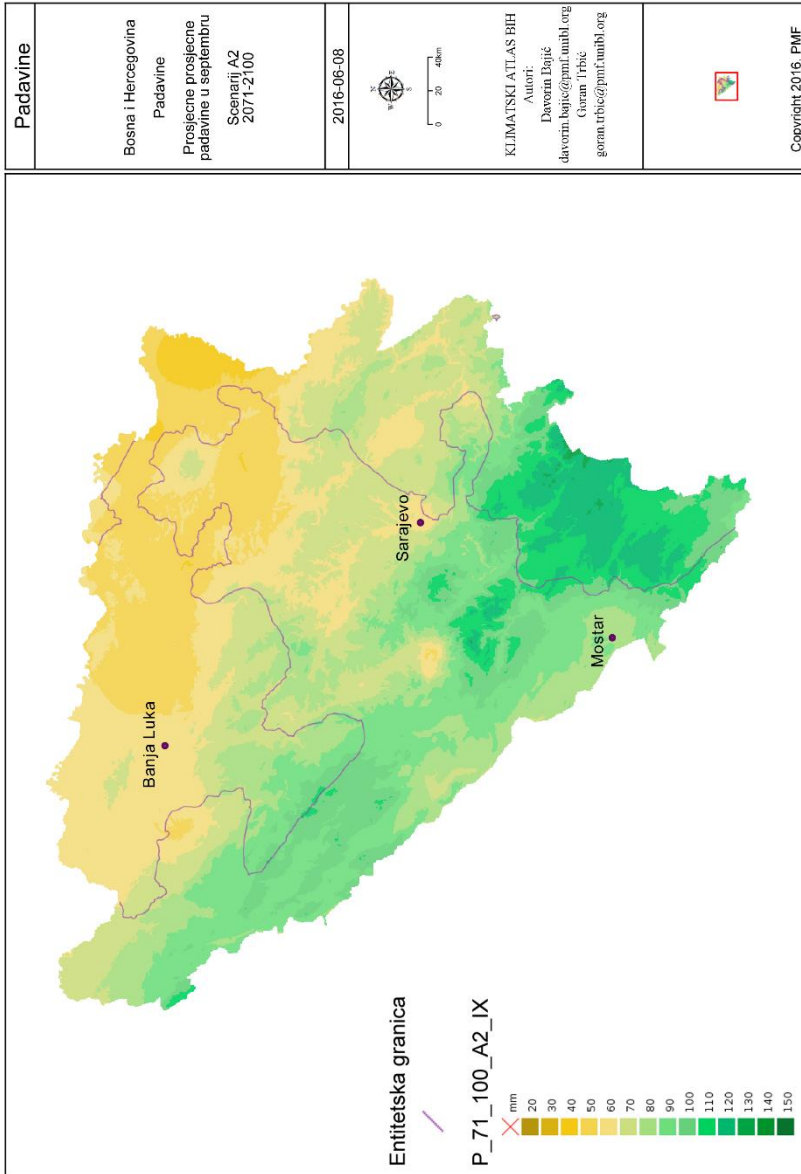 Padavine
Bosna i Hercegovina
Padavine
Prosjecne prosjecne
padavine u septembru
Scenarij A2
2071-2100
2016-06-08
N
W
E
S
0
20
40km
KLIMATSKI ATLAS BIH
Autori:
Davorin Bajić
davorin.bajic@pmf.unibl.org
Goran Trbić
goran.trbic@pmf.unibl.org
Copyright 2016. PMF
Banja Luka
Sarajevo
Mostar
Entitetska granica
P_71_100_A2_IX
mm
20
30
40
50
60
70
80
90
100
110
120
130
140
150